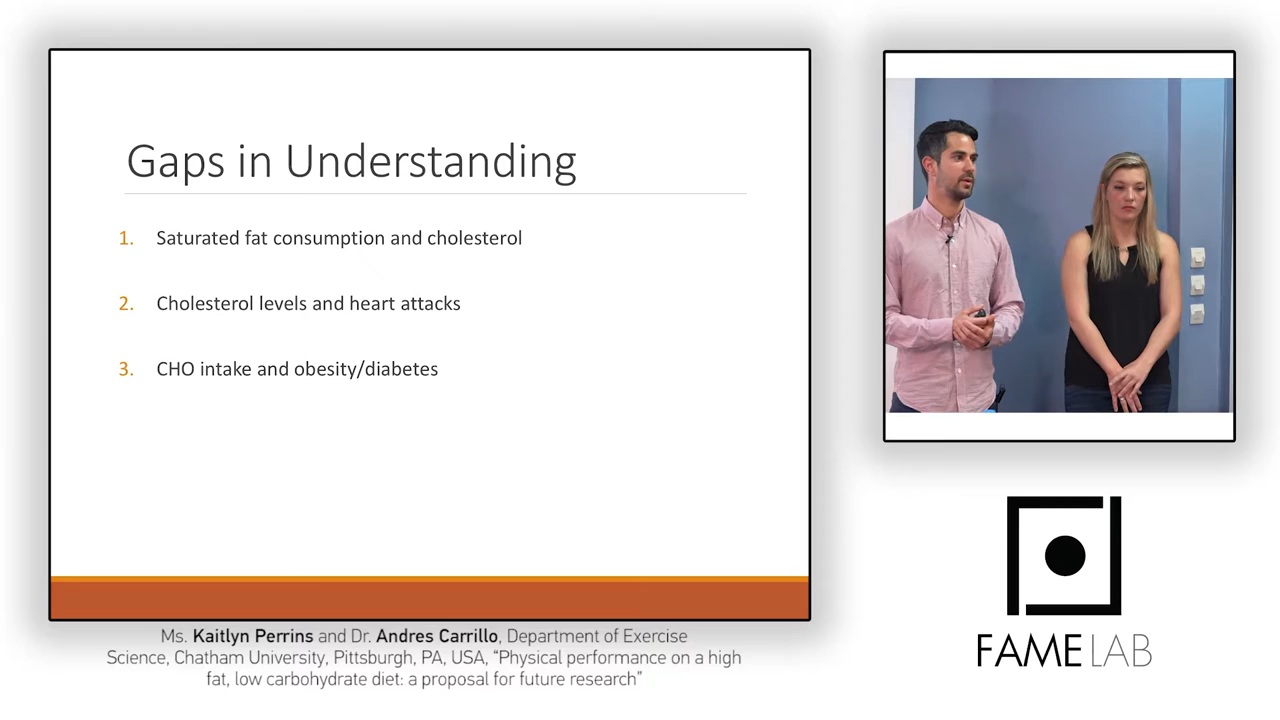 Gaps in Understanding
1. Saturated fat consumption and cholesterol
2. Cholesterol levels and heart attacks
3. CHO intake and obesity/diabetes
Ms. Kaitlyn Perrins and Dr. Andres Carrillo, Department of Exercise
Science, Chatham University, Pittsburgh, PA, USA, “Physical performance on a high
fat, low carbohydrate diet: a proposal for future research”
FAME LAB